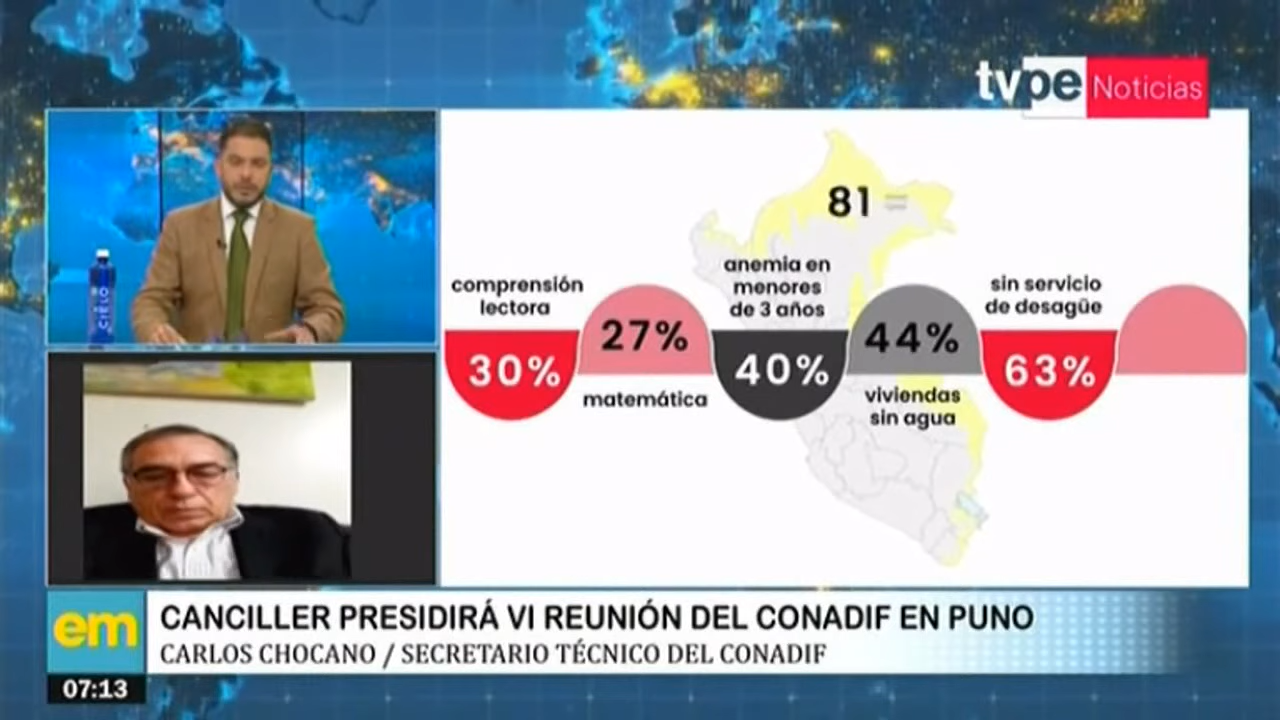 tvpe Noticias
81 =
comprensión
lectora
30%
27%
matemática
anemia en
menores
de 3 años
40%
44%
viviendas
sin agua
sin servicio
de desagüe
63%
CIELO
em
CANCILLER PRESIDIRÁ VI REUNIÓN DEL CONADIF EN PUNO
CARLOS CHOCANO / SECRETARIO TÉCNICO DEL CONADIF
07:13